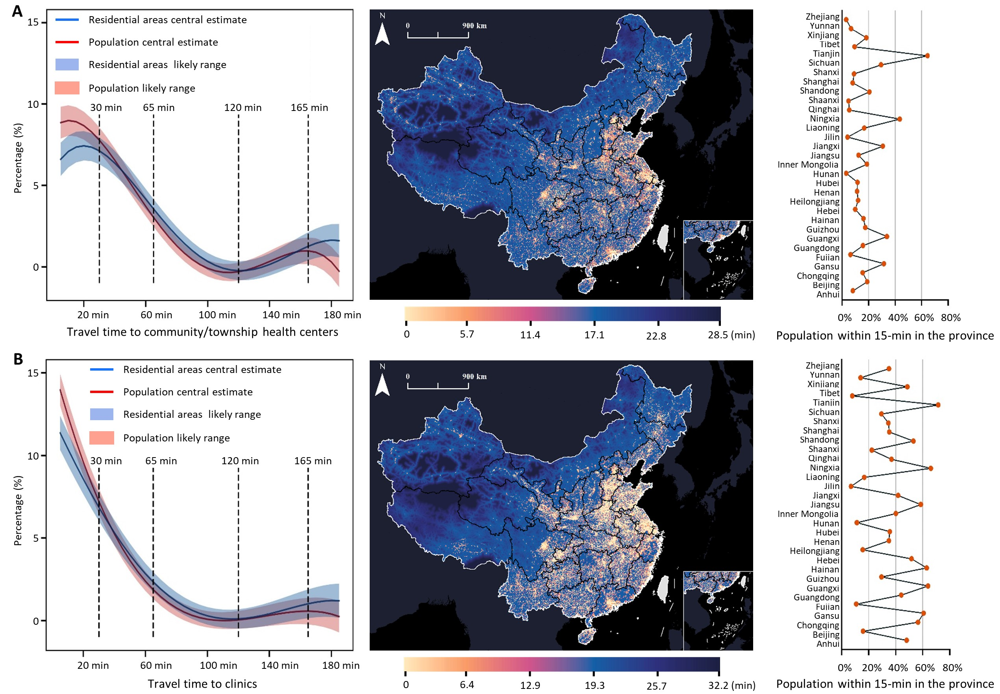 A
15
10
5
0
Percentage (%)
Residential areas central estimate
Population central estimate
Residential areas likely range
Population likely range
30 min 65 min 120 min 165 min
20 min 60 min 100 min 140 min 180 min
Travel time to community/township health centers
N
0 900 km
0 5.7 11.4 17.1 22.8 28.5 (min)
Zhejiang
Yunnan
Xinjiang
Tibet
Tianjin
Sichuan
Shanxi
Shanghai
Shandong
Shaanxi
Qinghai
Ningxia
Liaoning
Jilin
Jiangxi
Jiangsu
Inner Mongolia
Hunan
Hubei
Henan
Heilongjiang
Hebei
Hainan
Guizhou
Guangxi
Guangdong
Fujian
Gansu
Chongqing
Beijing
Anhui
0% 20% 40% 60% 80%
Population within 15-min in the province
B
15
10
5
0
Percentage (%)
Residential areas central estimate
Population central estimate
Residential areas likely range
Population likely range
30 min 65 min 120 min 165 min
20 min 60 min 100 min 140 min 180 min
Travel time to clinics
N
0 900 km
0 6.4 12.9 19.3 25.7 32.2 (min)
Zhejiang
Yunnan
Xinjiang
Tibet
Tianjin
Sichuan
Shanxi
Shanghai
Shandong
Shaanxi
Qinghai
Ningxia
Liaoning
Jilin
Jiangxi
Jiangsu
Inner Mongolia
Hunan
Hubei
Henan
Heilongjiang
Hebei
Hainan
Guizhou
Guangxi
Guangdong
Fujian
Gansu
Chongqing
Beijing
Anhui
0% 20% 40% 60% 80%
Population within 15-min in the province